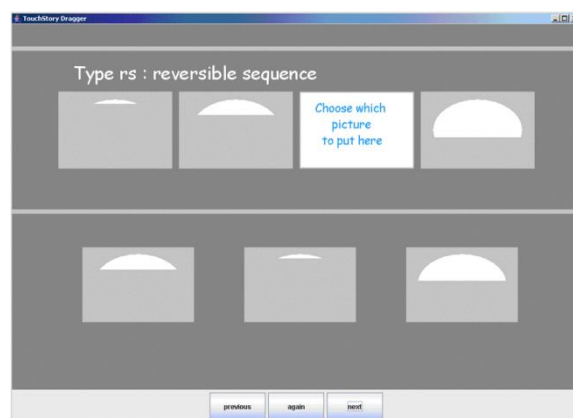 TouchStory Dragger
Type rs : reversible sequence
Choose which
picture
to put here
previous
again
next